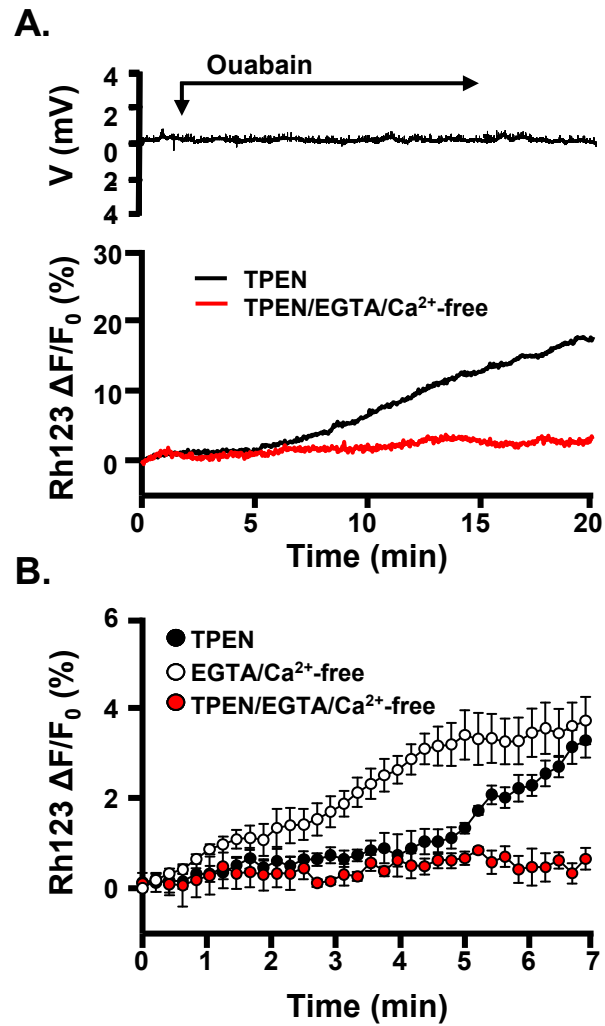 A.
Ouabain
V (mV)
4
2
0
2
4
Rh123 ΔF/F₀ (%)
30
20
10
0
TPEN
TPEN/EGTA/Ca²⁺-free
0 5 10 15 20
Time (min)
B.
Rh123 ΔF/F₀ (%)
6
4
2
0
TPEN
EGTA/Ca²⁺-free
TPEN/EGTA/Ca²⁺-free
0 1 2 3 4 5 6 7
Time (min)